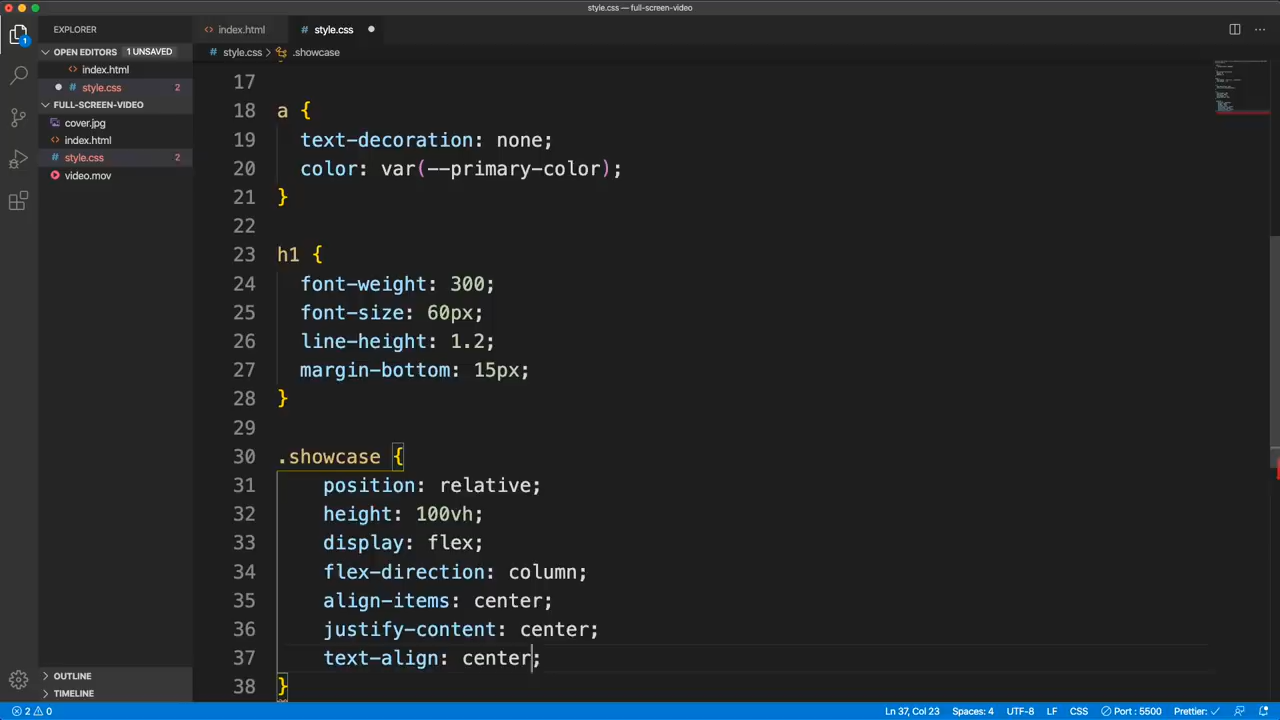 style.css — full-screen-video
EXPLORER
index.html
style.css
OPEN EDITORS 1 UNSAVED
style.css > .showcase
index.html
style.css 2
FULL-SCREEN-VIDEO
cover.jpg
index.html
style.css 2
video.mov
1
17
18 a {
19 text-decoration: none;
20 color: var(--primary-color);
21 }
22
23 h1 {
24 font-weight: 300;
25 font-size: 60px;
26 line-height: 1.2;
27 margin-bottom: 15px;
28 }
29
30 .showcase {
31 position: relative;
32 height: 100vh;
33 display: flex;
34 flex-direction: column;
35 align-items: center;
36 justify-content: center;
37 text-align: center;
38 }
OUTLINE
TIMELINE
2 0 Ln 37, Col 23 Spaces: 4 UTF-8 LF CSS Port : 5500 Prettier: ✓